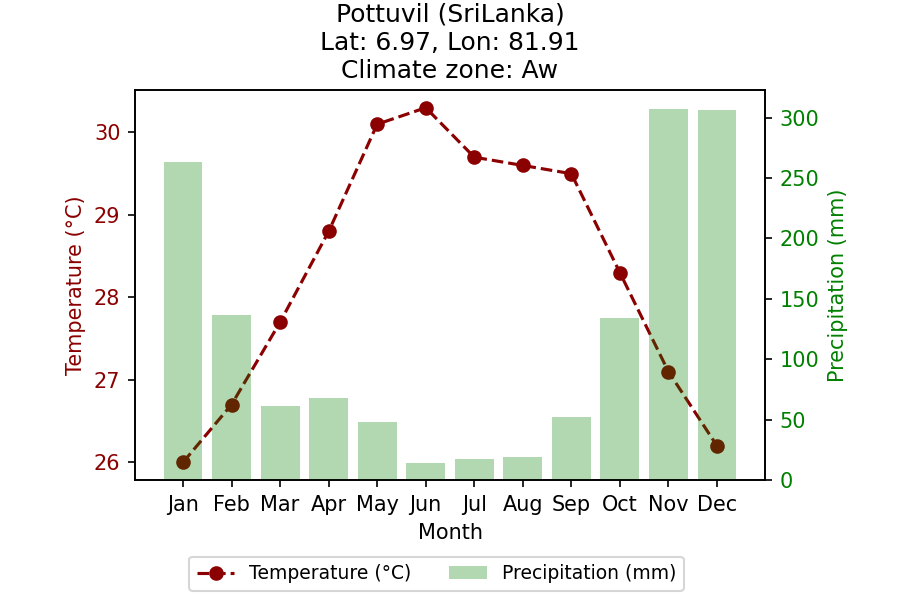 Pottuvil (SriLanka)
Lat: 6.97, Lon: 81.91
Climate zone: Aw
Temperature (°C)
30
29
28
27
26
Precipitation (mm)
300
250
200
150
100
50
0
Jan Feb Mar Apr May Jun Jul Aug Sep Oct Nov Dec
Month
Temperature (°C) Precipitation (mm)